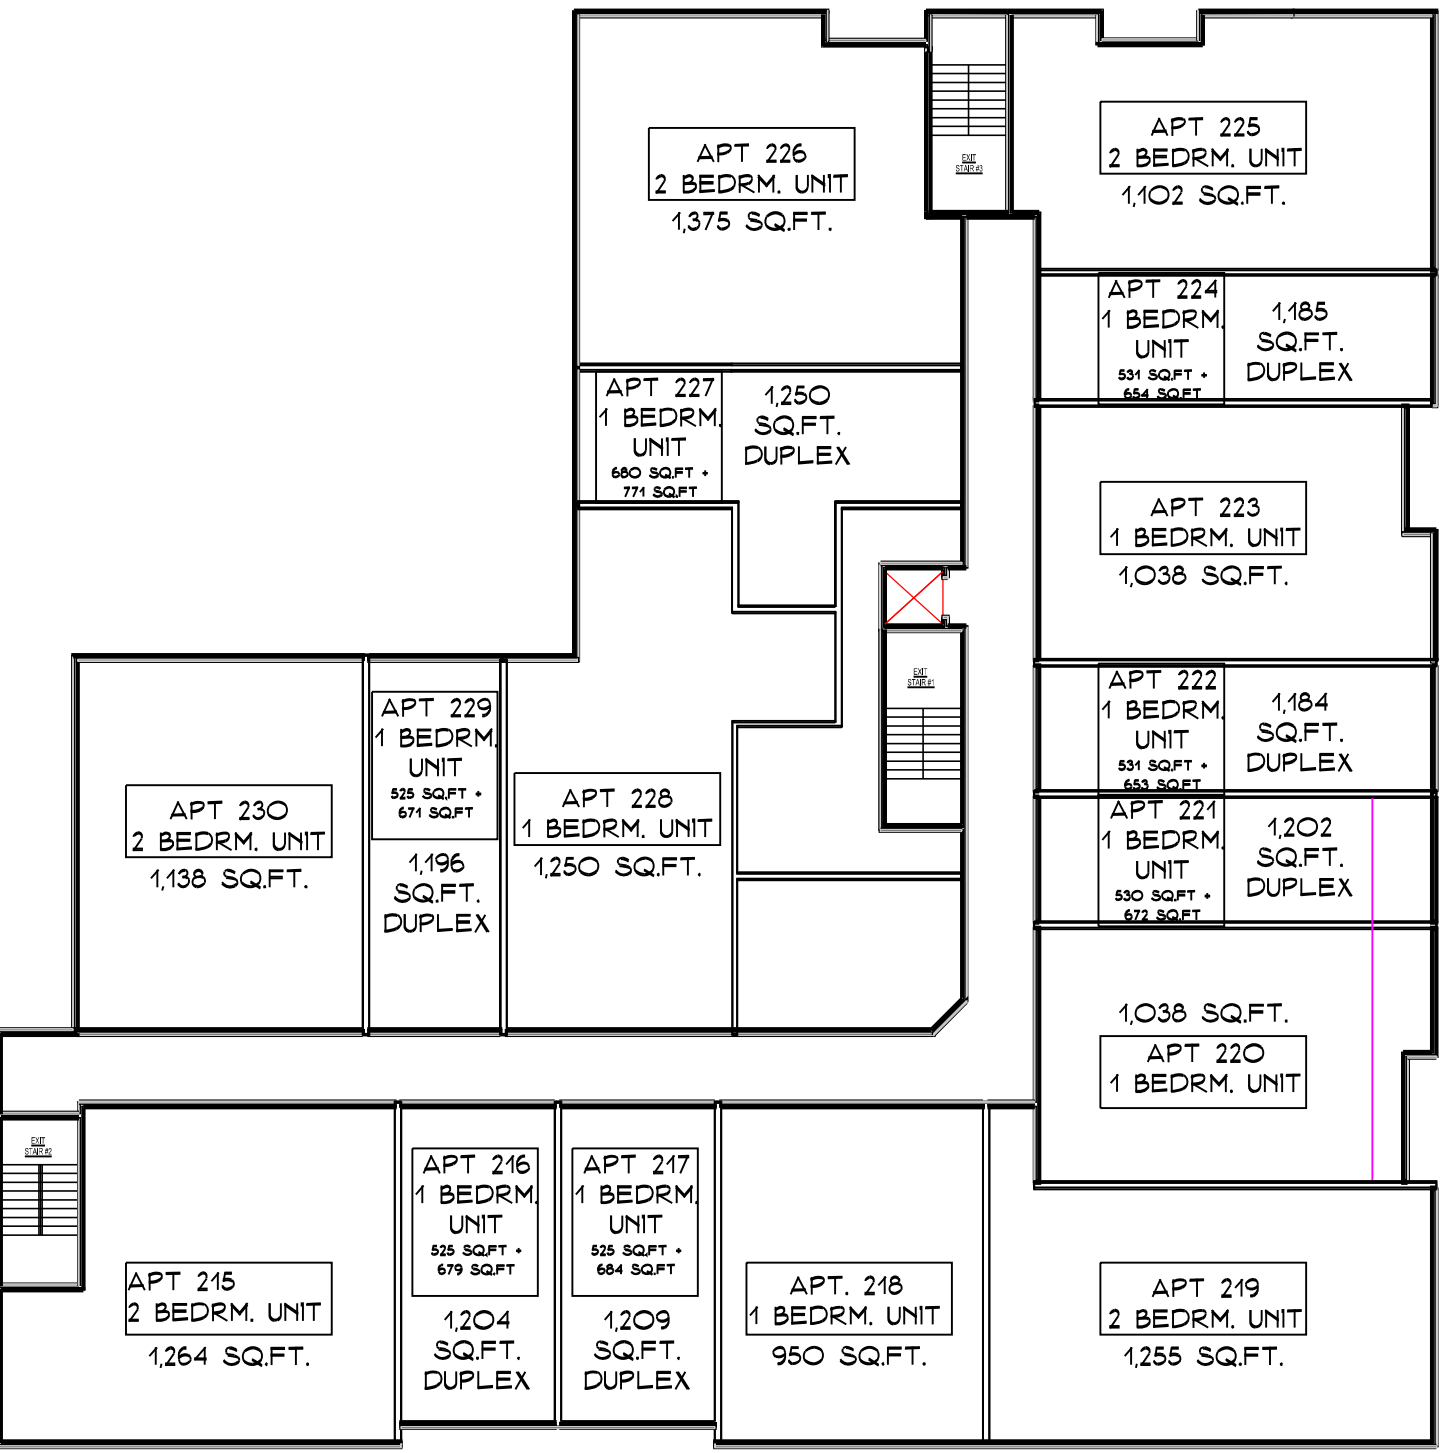 APT 226
2 BEDRM. UNIT
1,375 SQ.FT.
EXIT
STAIR #3
APT 225
2 BEDRM. UNIT
1,102 SQ.FT.
APT 224
1 BEDRM.
UNIT
531 SQ.FT +
654 SQ.FT
1,185
SQ.FT.
DUPLEX
APT 227
1 BEDRM.
UNIT
680 SQ.FT +
771 SQ.FT
1,250
SQ.FT.
DUPLEX
APT 223
1 BEDRM. UNIT
1,038 SQ.FT.
EXIT
STAIR #1
APT 222
1 BEDRM.
UNIT
531 SQ.FT +
653 SQ.FT
1,184
SQ.FT.
DUPLEX
APT 230
2 BEDRM. UNIT
1,138 SQ.FT.
APT 229
1 BEDRM.
UNIT
525 SQ.FT +
671 SQ.FT
1,196
SQ.FT.
DUPLEX
APT 228
1 BEDRM. UNIT
1,250 SQ.FT.
APT 221
1 BEDRM.
UNIT
530 SQ.FT +
672 SQ.FT
1,202
SQ.FT.
DUPLEX
1,038 SQ.FT.
APT 220
1 BEDRM. UNIT
EXIT
STAIR #2
APT 215
2 BEDRM. UNIT
1,264 SQ.FT.
APT 216
1 BEDRM.
UNIT
525 SQ.FT +
679 SQ.FT
1,204
SQ.FT.
DUPLEX
APT 217
1 BEDRM.
UNIT
525 SQ.FT +
684 SQ.FT
1,209
SQ.FT.
DUPLEX
APT. 218
1 BEDRM. UNIT
950 SQ.FT.
APT 219
2 BEDRM. UNIT
1,255 SQ.FT.